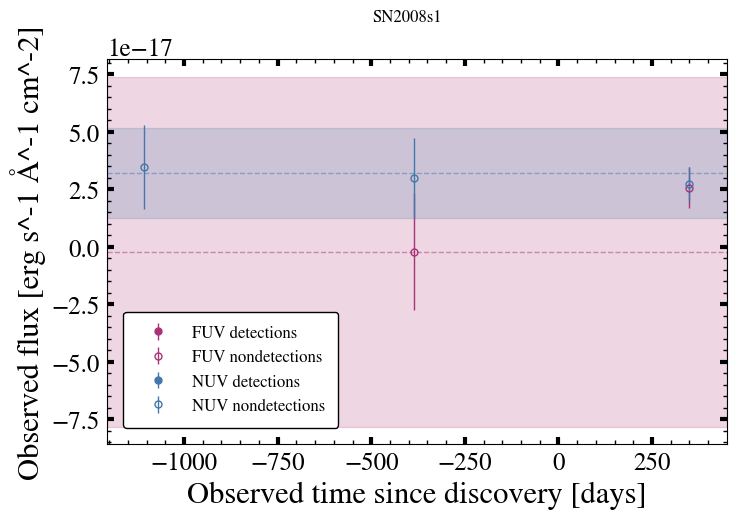 SN2008s1
1e−17
Observed flux [erg s^-1 Å^-1 cm^-2]
7.5
5.0
2.5
0.0
−2.5
−5.0
−7.5
FUV detections
FUV nondetections
NUV detections
NUV nondetections
−1000 −750 −500 −250 0 250
Observed time since discovery [days]